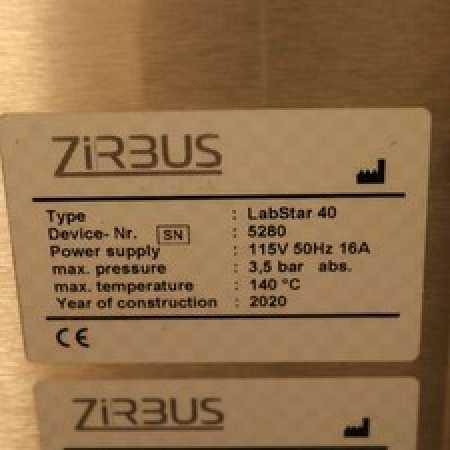 ZiRBUS
Type : LabStar 40
Device- Nr. SN : 5280
Power supply : 115V 50Hz 16A
max. pressure : 3,5 bar abs.
max. temperature : 140 °C
Year of construction : 2020
CE
ZiRBUS